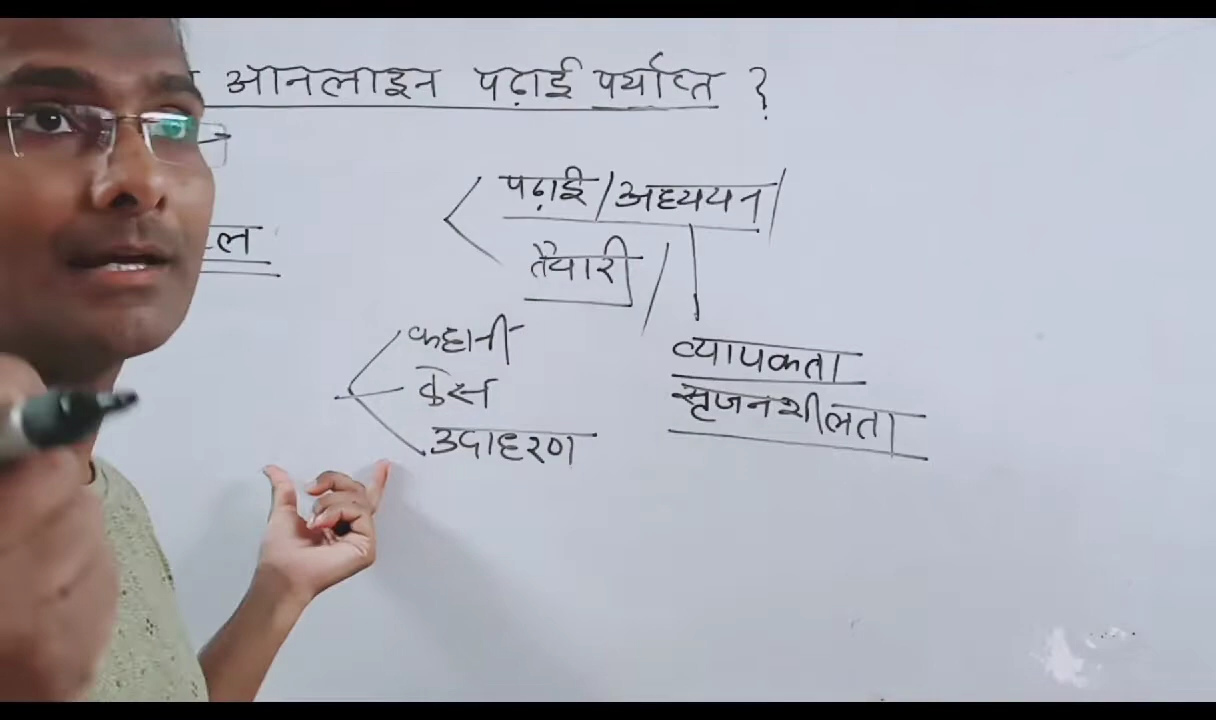 ऑनलाइन पढ़ाई पर्याप्त ?
पढ़ाई/अध्ययन/
तैयारी/
कहानी
केस
उदाहरण
व्यापकता
सृजनशीलता